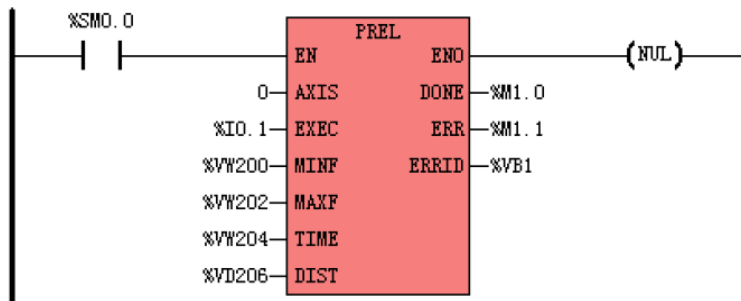 %SM0.0
PREL
EN ENO (NUL)
0 AXIS DONE %M1.0
%I0.1 EXEC ERR %M1.1
%VW200 MINF ERRID %VB1
%VW202 MAXF
%VW204 TIME
%VD206 DIST